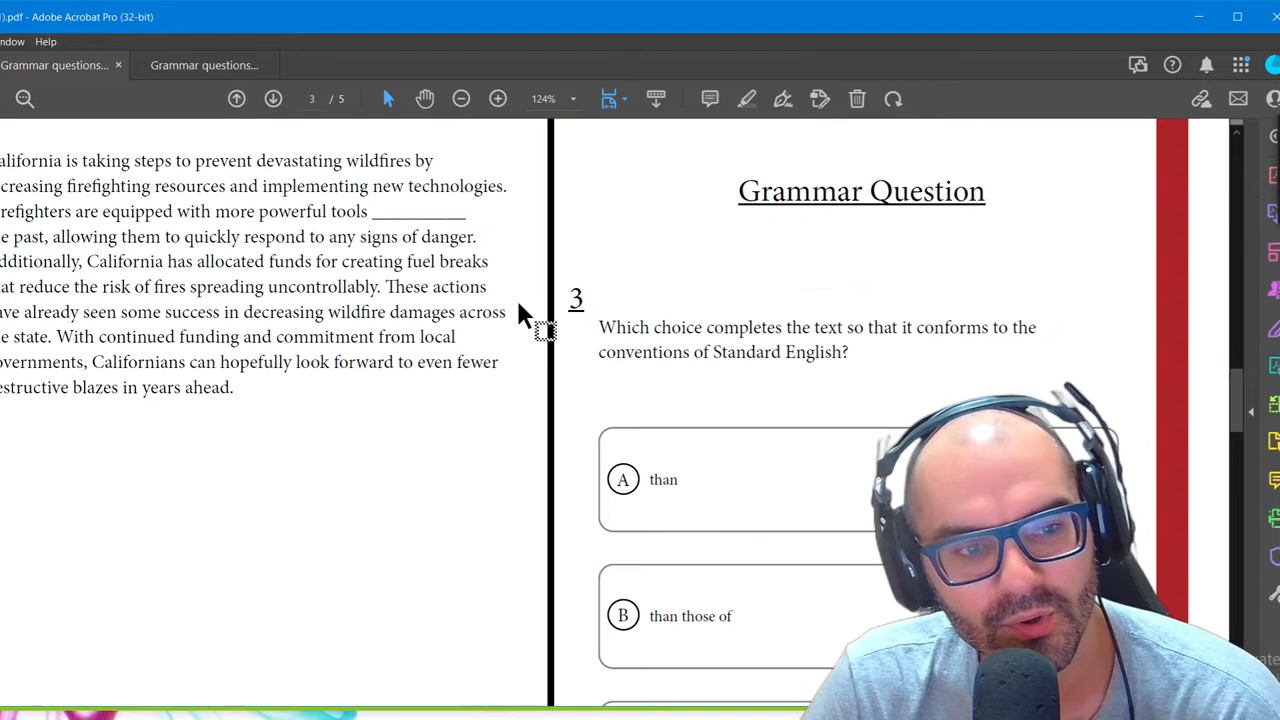 ).pdf - Adobe Acrobat Pro (32-bit)
ndow Help
Grammar questions... × Grammar questions...
3 / 5 124%
alifornia is taking steps to prevent devastating wildfires by
creasing firefighting resources and implementing new technologies.
refighters are equipped with more powerful tools __________
e past, allowing them to quickly respond to any signs of danger.
dditionally, California has allocated funds for creating fuel breaks
at reduce the risk of fires spreading uncontrollably. These actions
ave already seen some success in decreasing wildfire damages across
e state. With continued funding and commitment from local
overnments, Californians can hopefully look forward to even fewer
estructive blazes in years ahead.
Grammar Question
3
Which choice completes the text so that it conforms to the
conventions of Standard English?
A than
B than those of